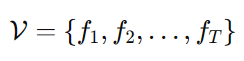 𝒱 = {f₁, f₂, . . . , f_T}